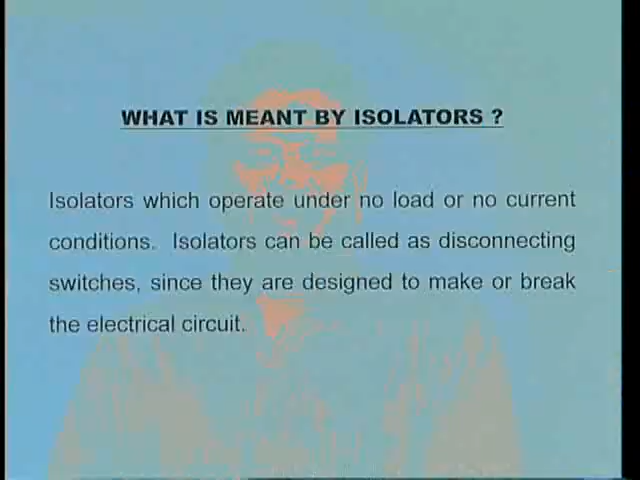 WHAT IS MEANT BY ISOLATORS ?
Isolators which operate under no load or no current
conditions. Isolators can be called as disconnecting
switches, since they are designed to make or break
the electrical circuit.